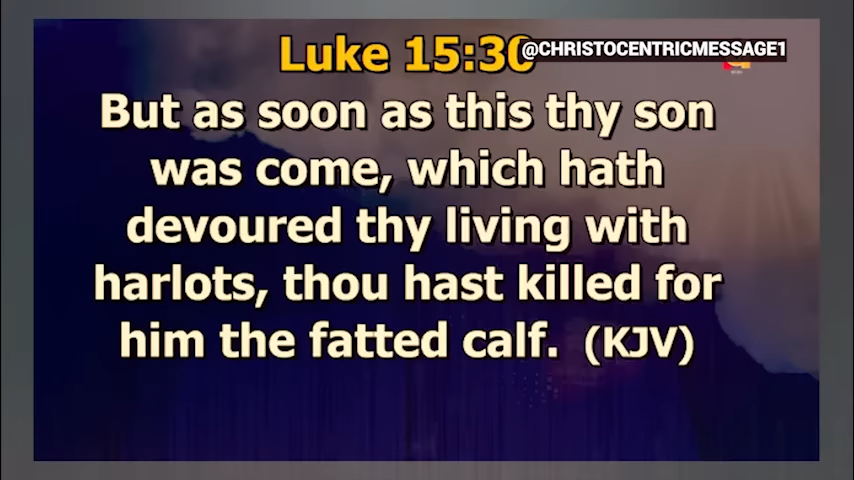 Luke 15:30
@CHRISTOCENTRICMESSAGE1
But as soon as this thy son
was come, which hath
devoured thy living with
harlots, thou hast killed for
him the fatted calf. (KJV)